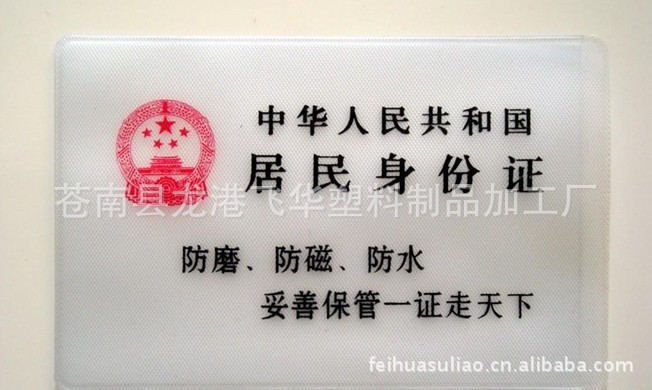 中华人民共和国
居民身份证
苍南县龙港飞华塑料制品加工厂
防磨、防磁、防水
妥善保管一证走天下
feihuasuliao.cn.alibaba.com